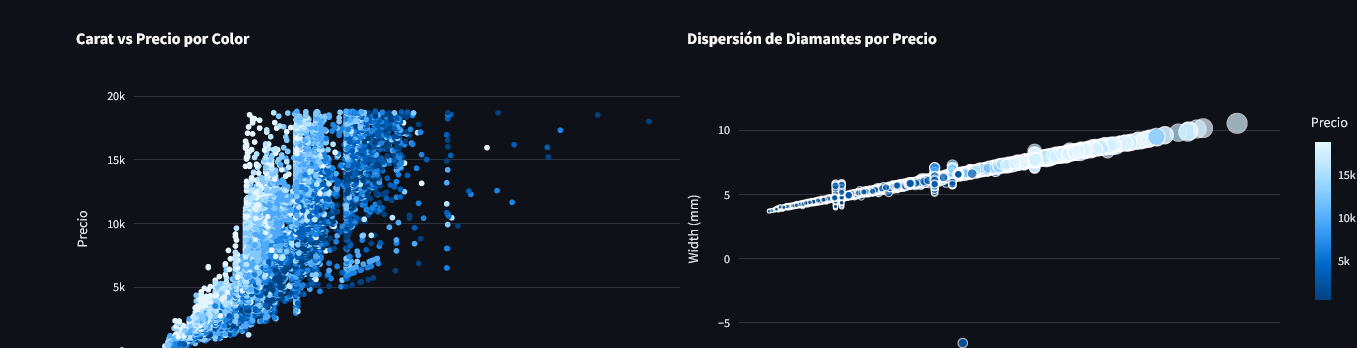 Carat vs Precio por Color
Dispersión de Diamantes por Precio
20k
15k
10k
5k
Precio
10
5
0
−5
Width (mm)
Precio
15k
10k
5k